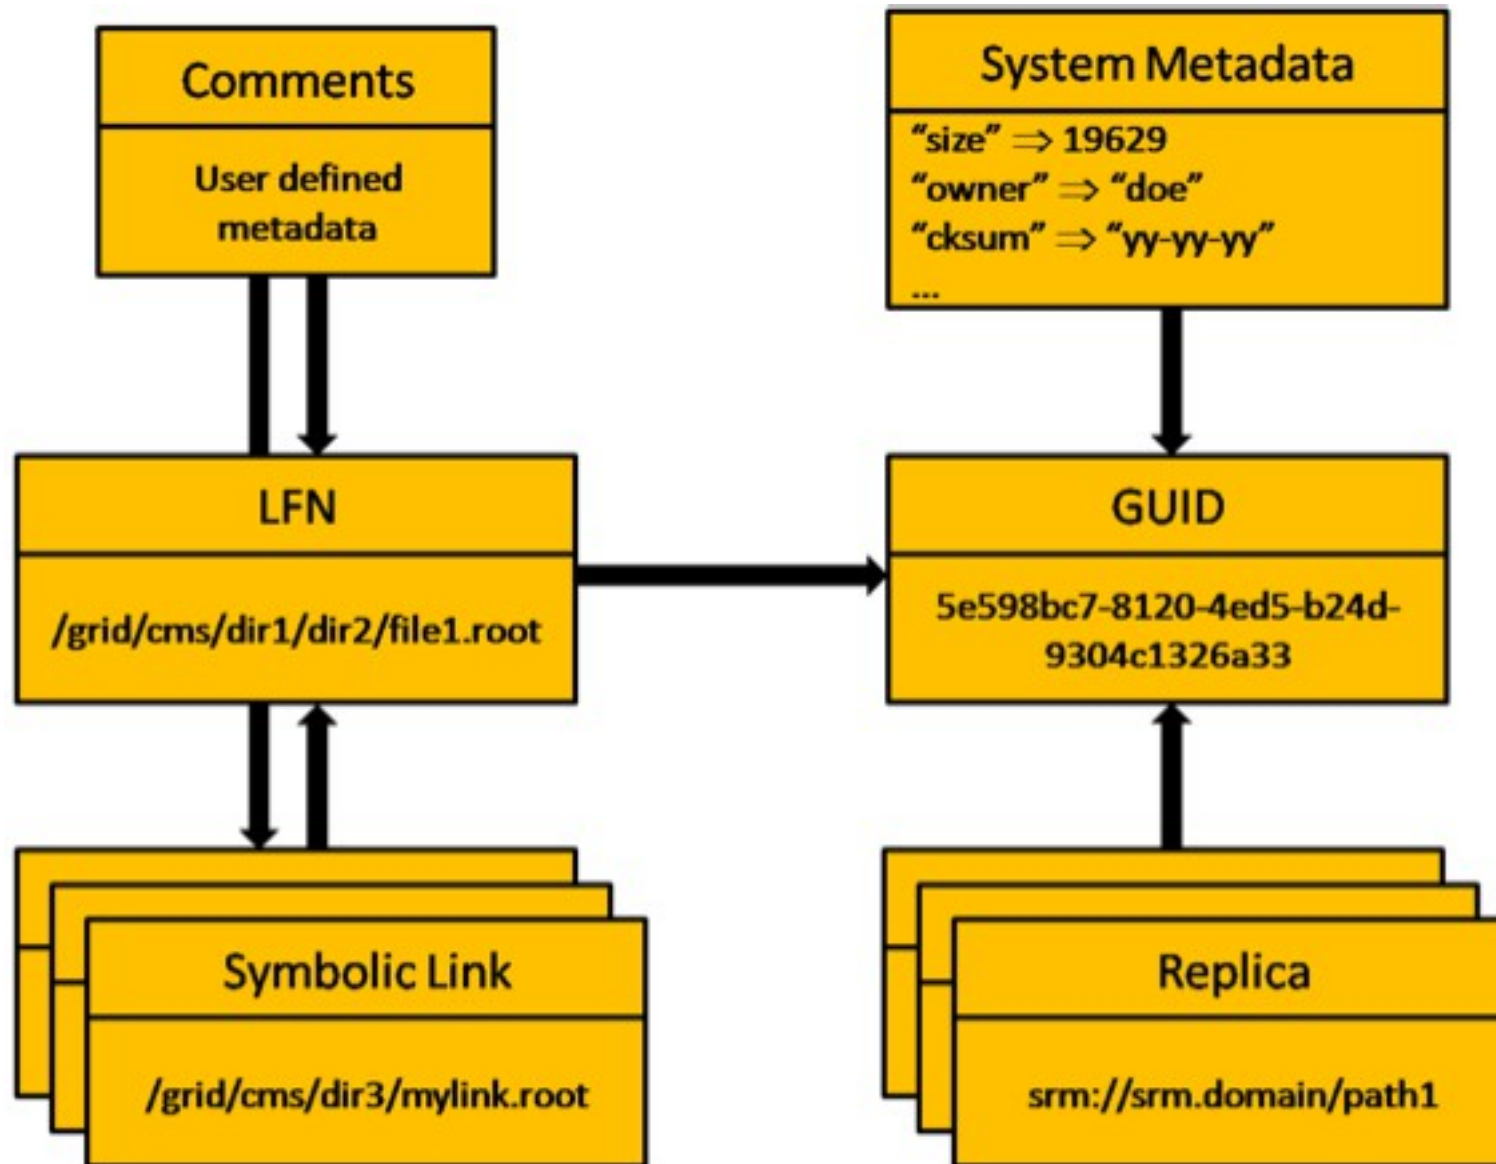 Comments
User defined
metadata
System Metadata
“size” ⇒ 19629
“owner” ⇒ “doe”
“cksum” ⇒ “yy-yy-yy”
...
LFN
/grid/cms/dir1/dir2/file1.root
GUID
5e598bc7-8120-4ed5-b24d-
9304c1326a33
Symbolic Link
/grid/cms/dir3/mylink.root
Replica
srm://srm.domain/path1